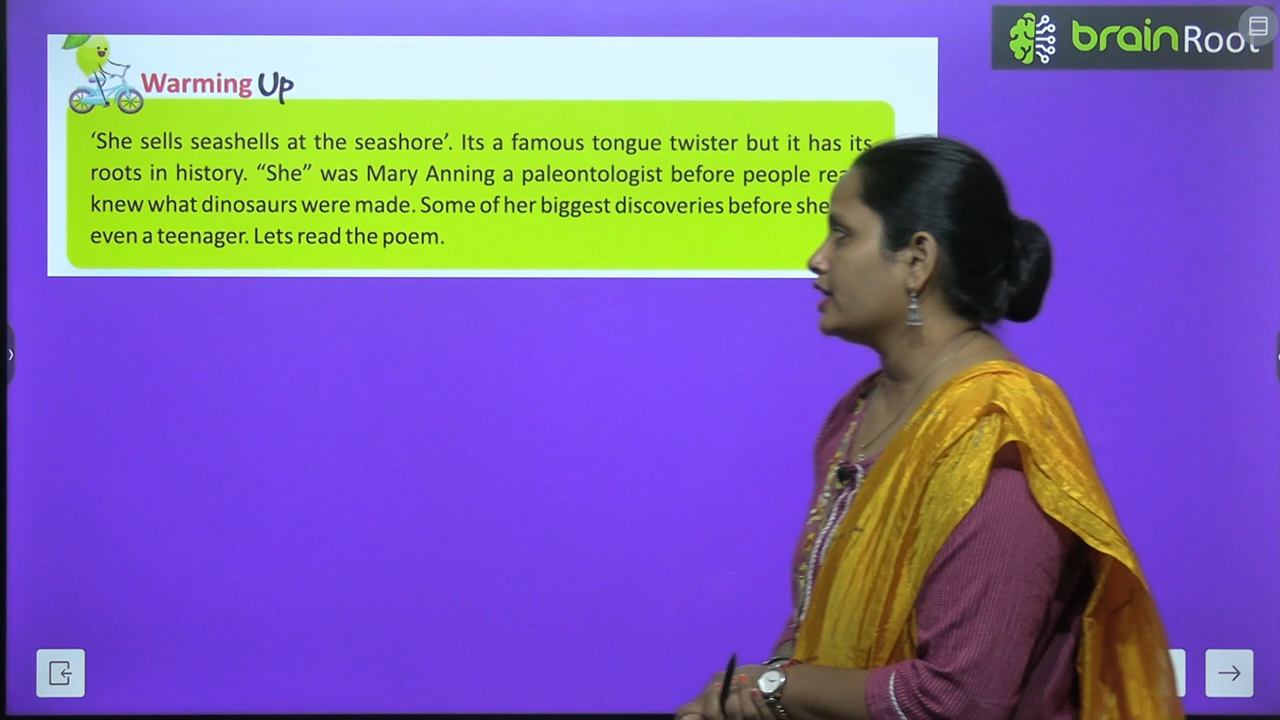 brainRoot
Warming Up
‘She sells seashells at the seashore’. Its a famous tongue twister but it has its
roots in history. “She” was Mary Anning a paleontologist before people
knew what dinosaurs were made. Some of her biggest discoveries before she
even a teenager. Lets read the poem.